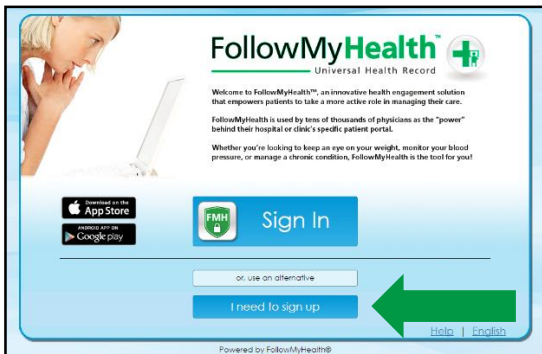 FollowMyHealth™
Universal Health Record
Welcome to FollowMyHealth™, an innovative health engagement solution
that empowers patients to take a more active role in managing their care.
FollowMyHealth is used by tens of thousands of physicians as the "power"
behind their hospital or clinic's specific patient portal.
Whether you're looking to keep an eye on your weight, monitor your blood
pressure, or manage a chronic condition, FollowMyHealth is the tool for you!
Download on the
App Store
ANDROID APP ON
Google play
FMH
Sign In
or, use an alternative
I need to sign up
Help | English
Powered by FollowMyHealth®